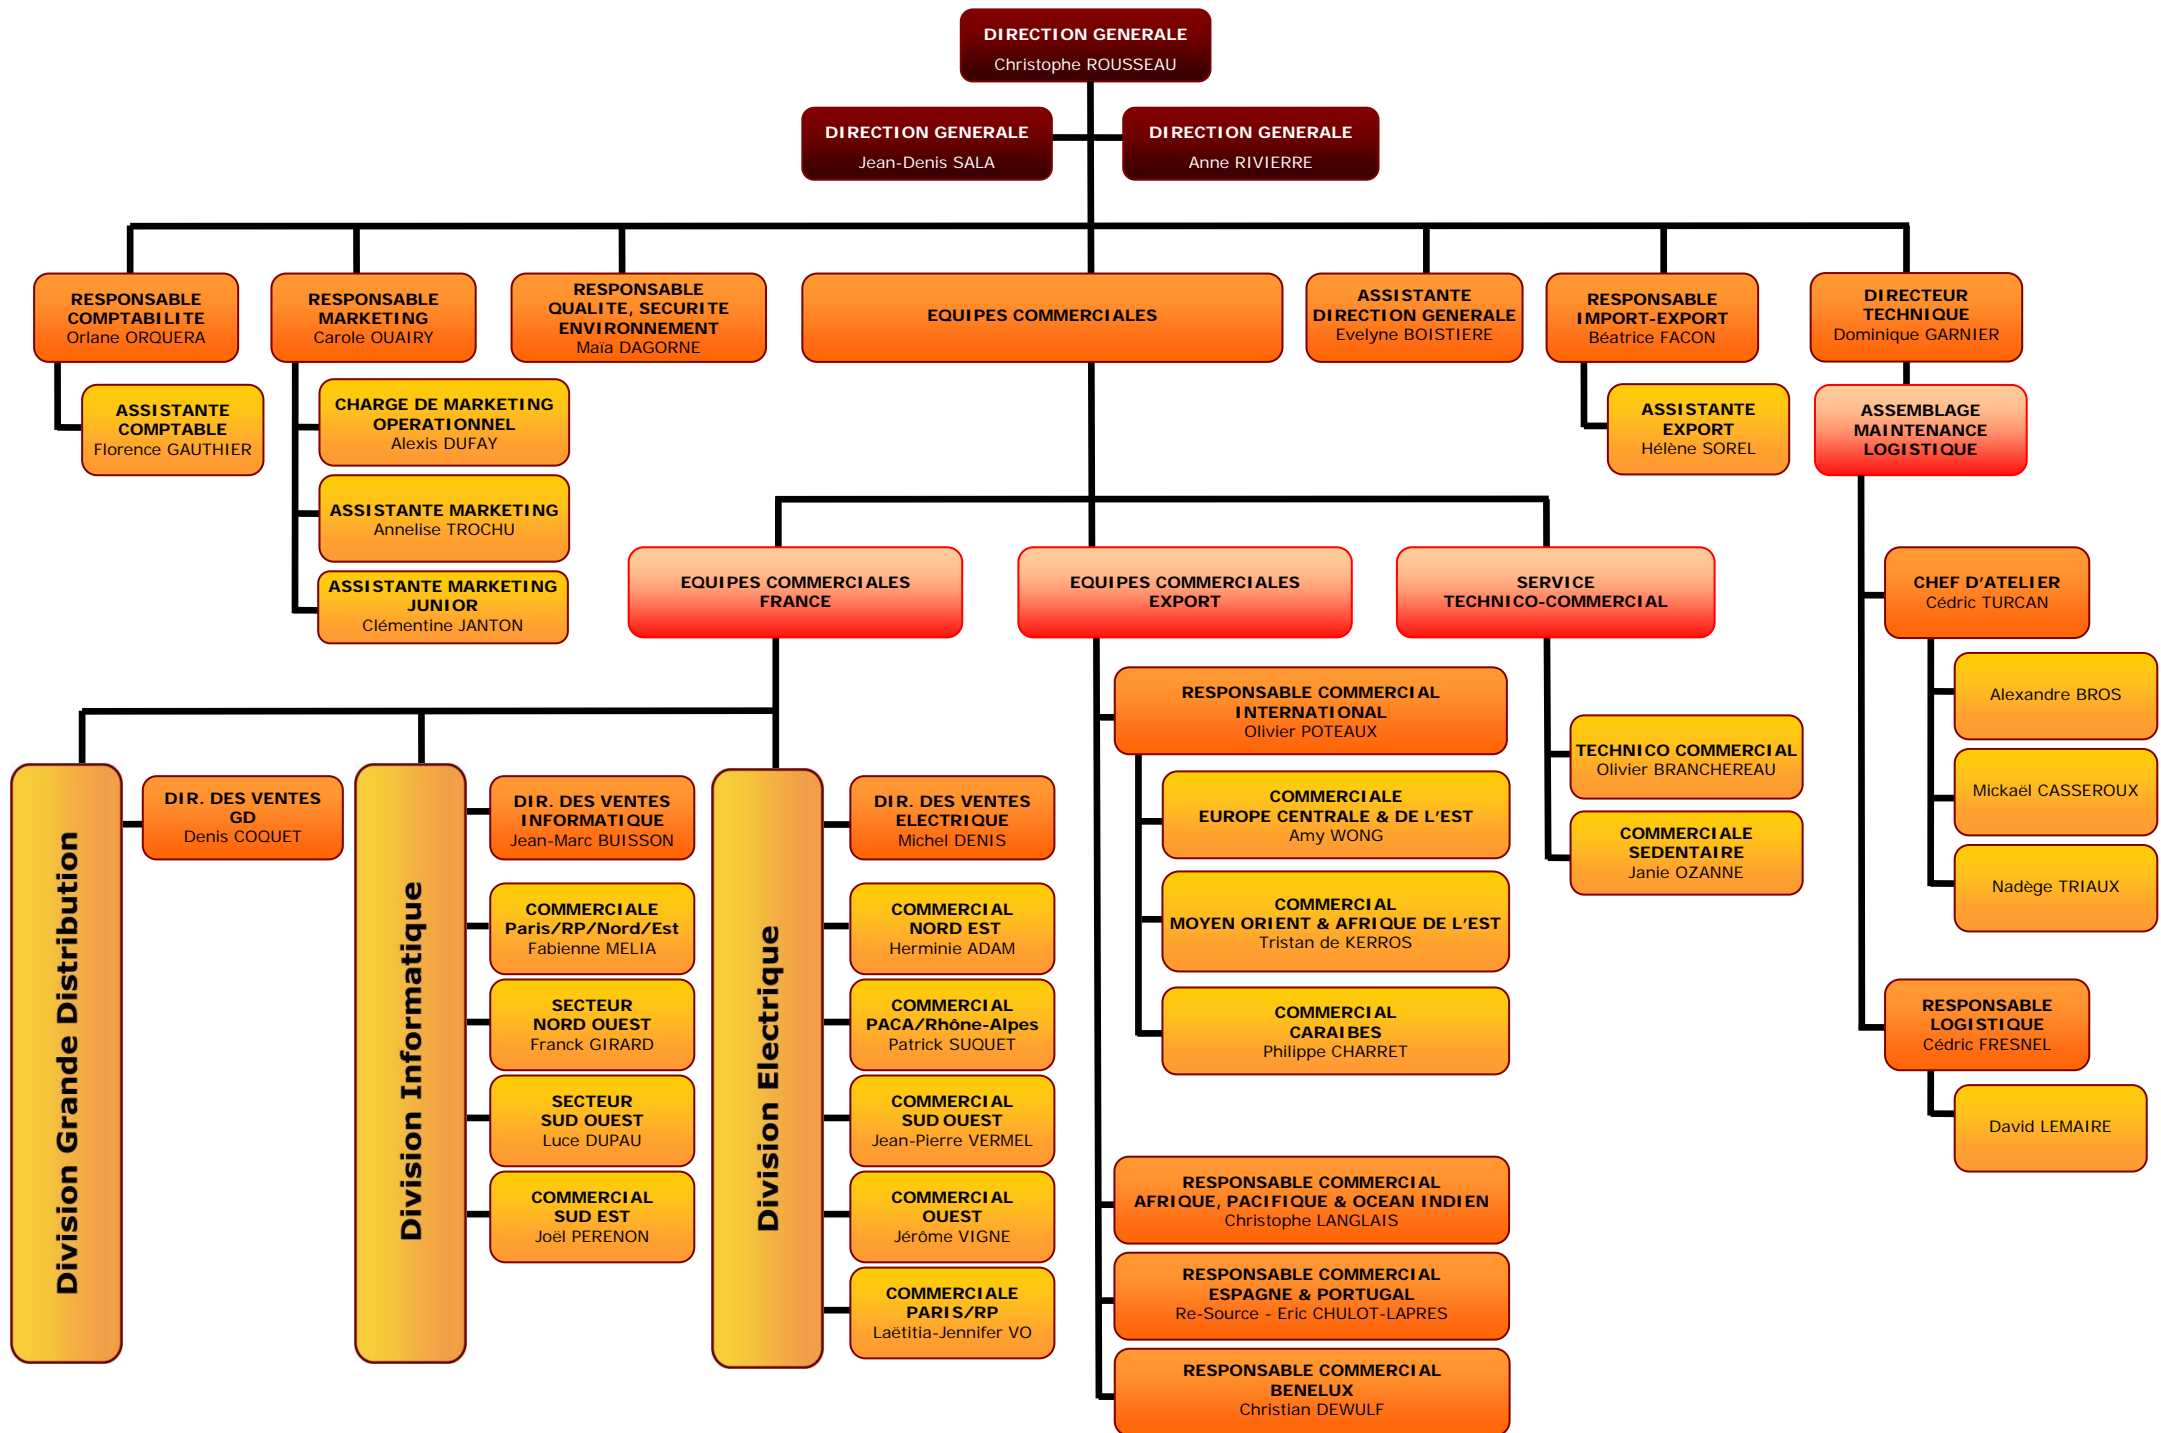 DIRECTION GENERALE
Christophe ROUSSEAU
DIRECTION GENERALE
Jean-Denis SALA
DIRECTION GENERALE
Anne RIVIERRE
RESPONSABLE
COMPTABILITE
Orlane ORQUERA
RESPONSABLE
MARKETING
Carole OUAIRY
RESPONSABLE
QUALITE, SECURITE
ENVIRONNEMENT
Maïa DAGORNE
EQUIPES COMMERCIALES
ASSISTANTE
DIRECTION GENERALE
Evelyne BOISTIERE
RESPONSABLE
IMPORT-EXPORT
Béatrice FACON
DIRECTEUR
TECHNIQUE
Dominique GARNIER
ASSISTANTE
COMPTABLE
Florence GAUTHIER
CHARGE DE MARKETING
OPERATIONNEL
Alexis DUFAY
ASSISTANTE MARKETING
Annelise TROCHU
ASSISTANTE MARKETING
JUNIOR
Clémentine JANTON
ASSISTANTE
EXPORT
Hélène SOREL
ASSEMBLAGE
MAINTENANCE
LOGISTIQUE
EQUIPES COMMERCIALES
FRANCE
EQUIPES COMMERCIALES
EXPORT
SERVICE
TECHNICO-COMMERCIAL
CHEF D'ATELIER
Cédric TURCAN
Alexandre BROS
Mickaël CASSEROUX
Nadège TRIAUX
RESPONSABLE
LOGISTIQUE
Cédric FRESNEL
David LEMAIRE
Division Grande Distribution
DIR. DES VENTES
GD
Denis COQUET
Division Informatique
DIR. DES VENTES
INFORMATIQUE
Jean-Marc BUISSON
COMMERCIALE
Paris/RP/Nord/Est
Fabienne MELIA
SECTEUR
NORD OUEST
Franck GIRARD
SECTEUR
SUD OUEST
Luce DUPAU
COMMERCIAL
SUD EST
Joël PERENON
Division Electrique
DIR. DES VENTES
ELECTRIQUE
Michel DENIS
COMMERCIAL
NORD EST
Herminie ADAM
COMMERCIAL
PACA/Rhône-Alpes
Patrick SUQUET
COMMERCIAL
SUD OUEST
Jean-Pierre VERMEL
COMMERCIAL
OUEST
Jérôme VIGNE
COMMERCIALE
PARIS/RP
Laëtitia-Jennifer VO
RESPONSABLE COMMERCIAL
INTERNATIONAL
Olivier POTEAUX
COMMERCIALE
EUROPE CENTRALE & DE L'EST
Amy WONG
COMMERCIAL
MOYEN ORIENT & AFRIQUE DE L'EST
Tristan de KERROS
COMMERCIAL
CARAIBES
Philippe CHARRET
RESPONSABLE COMMERCIAL
AFRIQUE, PACIFIQUE & OCEAN INDIEN
Christophe LANGLAIS
RESPONSABLE COMMERCIAL
ESPAGNE & PORTUGAL
Re-Source - Eric CHULOT-LAPRES
RESPONSABLE COMMERCIAL
BENELUX
Christian DEWULF
TECHNICO COMMERCIAL
Olivier BRANCHEREAU
COMMERCIALE
SEDENTAIRE
Janie OZANNE